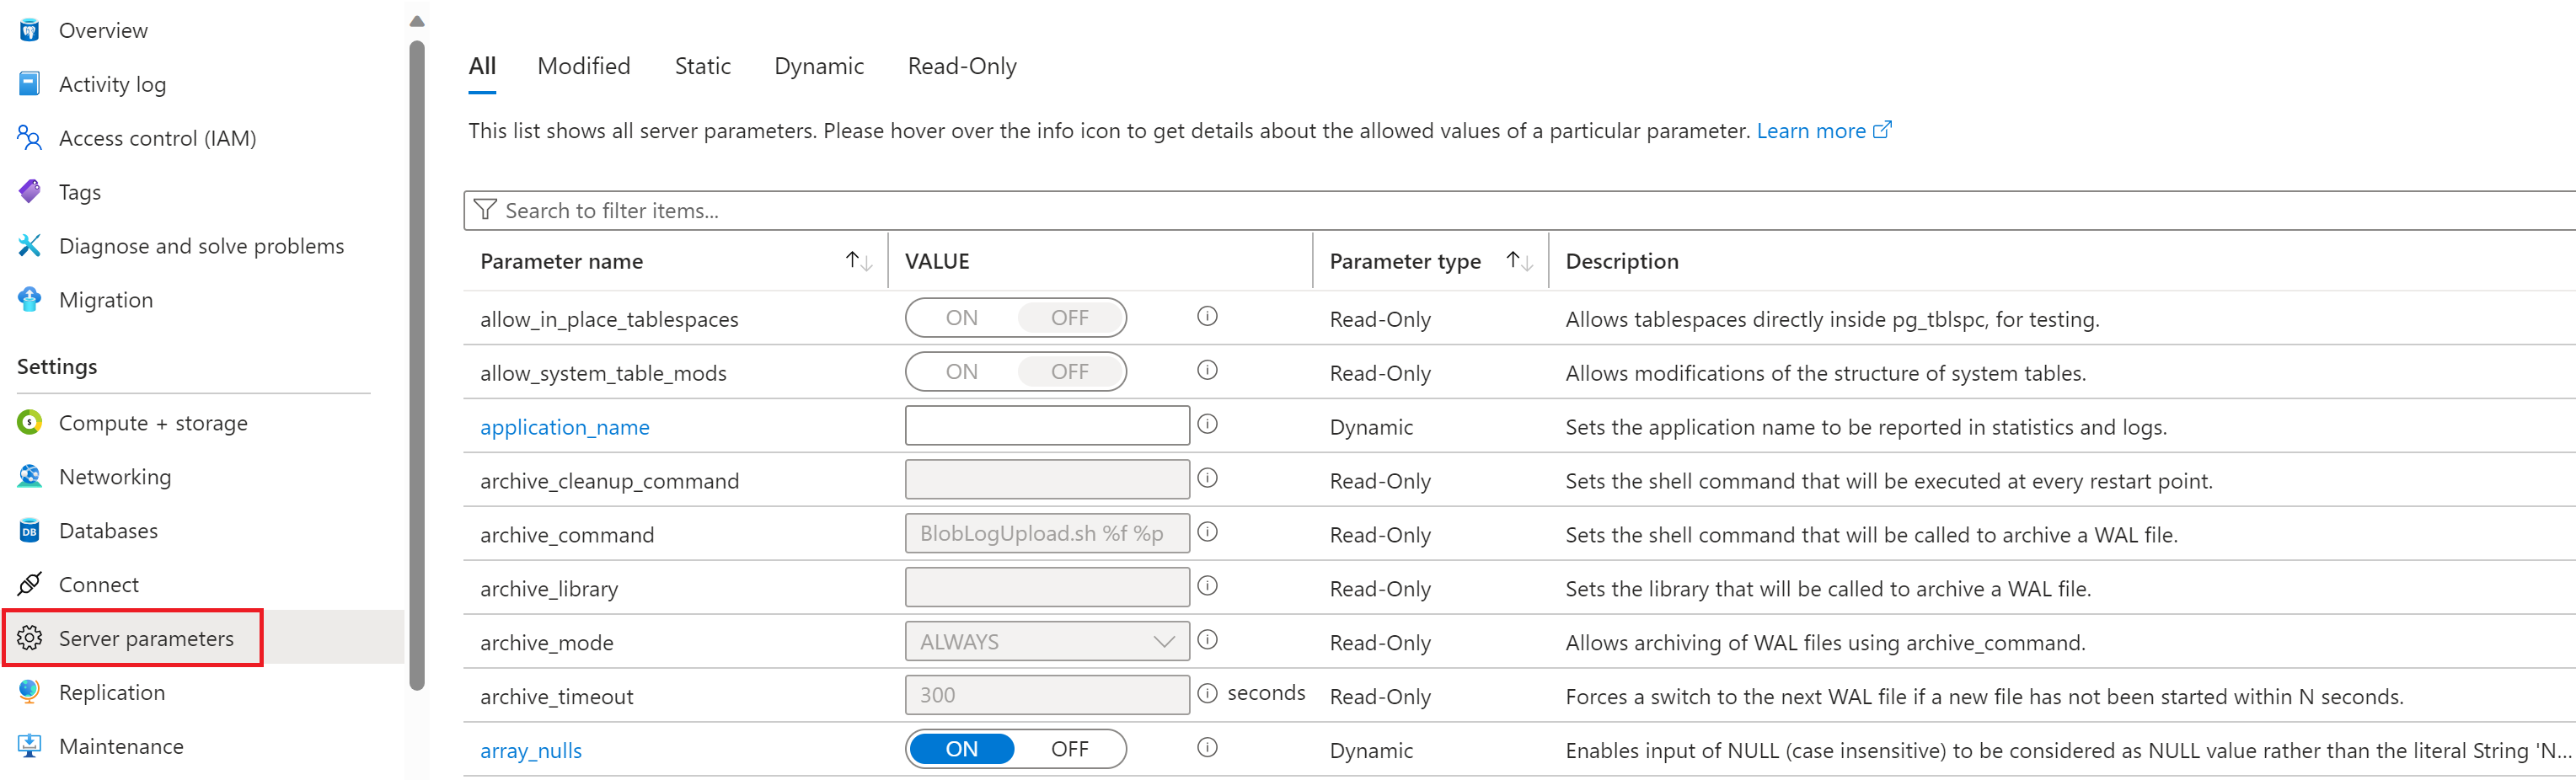 Overview
Activity log
Access control (IAM)
Tags
Diagnose and solve problems
Migration
Settings
Compute + storage
Networking
DB
Databases
Connect
Server parameters
Replication
Maintenance
All Modified Static Dynamic Read-Only
This list shows all server parameters. Please hover over the info icon to get details about the allowed values of a particular parameter. Learn more
Search to filter items...
Parameter name VALUE Parameter type Description
allow_in_place_tablespaces ON OFF Read-Only Allows tablespaces directly inside pg_tblspc, for testing.
allow_system_table_mods ON OFF Read-Only Allows modifications of the structure of system tables.
application_name Dynamic Sets the application name to be reported in statistics and logs.
archive_cleanup_command Read-Only Sets the shell command that will be executed at every restart point.
archive_command BlobLogUpload.sh %f %p Read-Only Sets the shell command that will be called to archive a WAL file.
archive_library Read-Only Sets the library that will be called to archive a WAL file.
archive_mode ALWAYS Read-Only Allows archiving of WAL files using archive_command.
archive_timeout 300 seconds Read-Only Forces a switch to the next WAL file if a new file has not been started within N seconds.
array_nulls ON OFF Dynamic Enables input of NULL (case insensitive) to be considered as NULL value rather than the literal String 'N...